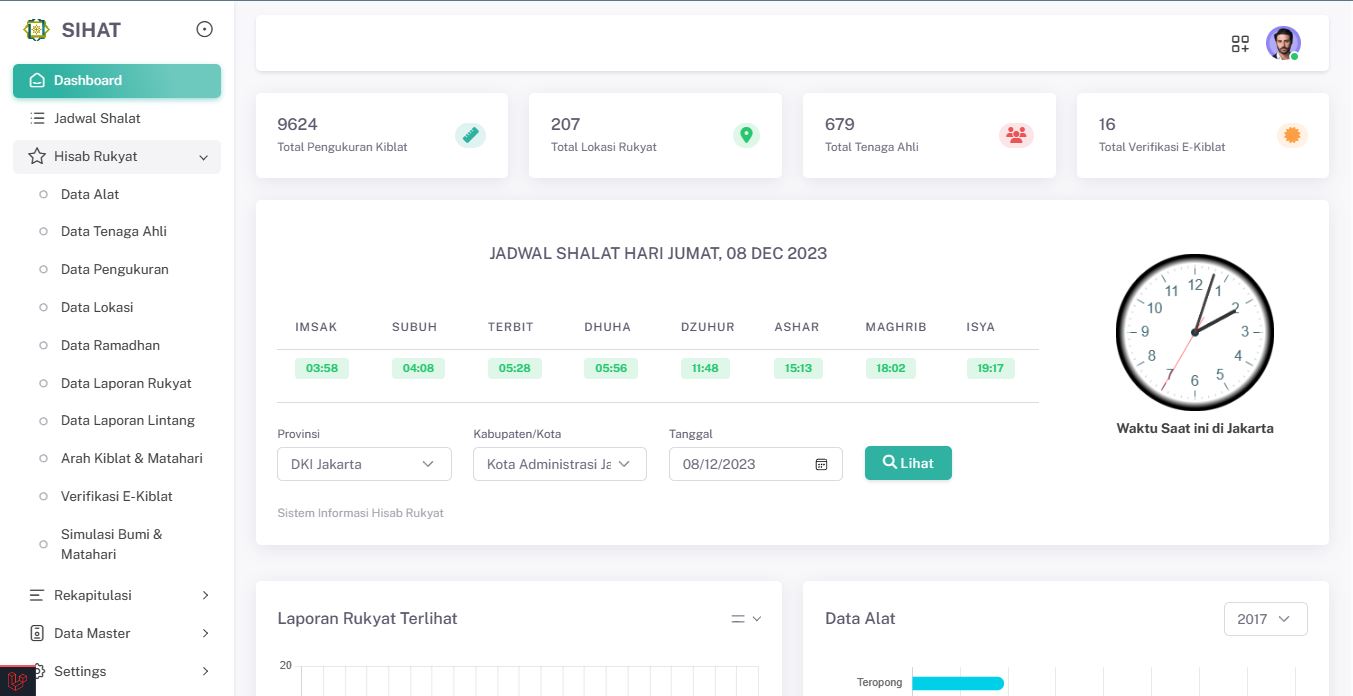 SIHAT
Dashboard
Jadwal Shalat
Hisab Rukyat
Data Alat
Data Tenaga Ahli
Data Pengukuran
Data Lokasi
Data Ramadhan
Data Laporan Rukyat
Data Laporan Lintang
Arah Kiblat & Matahari
Verifikasi E-Kiblat
Simulasi Bumi &
Matahari
Rekapitulasi
Data Master
Settings
9624
Total Pengukuran Kiblat
207
Total Lokasi Rukyat
679
Total Tenaga Ahli
16
Total Verifikasi E-Kiblat
JADWAL SHALAT HARI JUMAT, 08 DEC 2023
IMSAK SUBUH TERBIT DHUHA DZUHUR ASHAR MAGHRIB ISYA
03:58 04:08 05:28 05:56 11:48 15:13 18:02 19:17
Provinsi Kabupaten/Kota Tanggal
DKI Jakarta Kota Administrasi Ja 08/12/2023 Lihat
Sistem Informasi Hisab Rukyat
12
1
2
3
4
5
6
7
8
9
10
11
Waktu Saat ini di Jakarta
Laporan Rukyat Terlihat
20
Data Alat
2017
Teropong